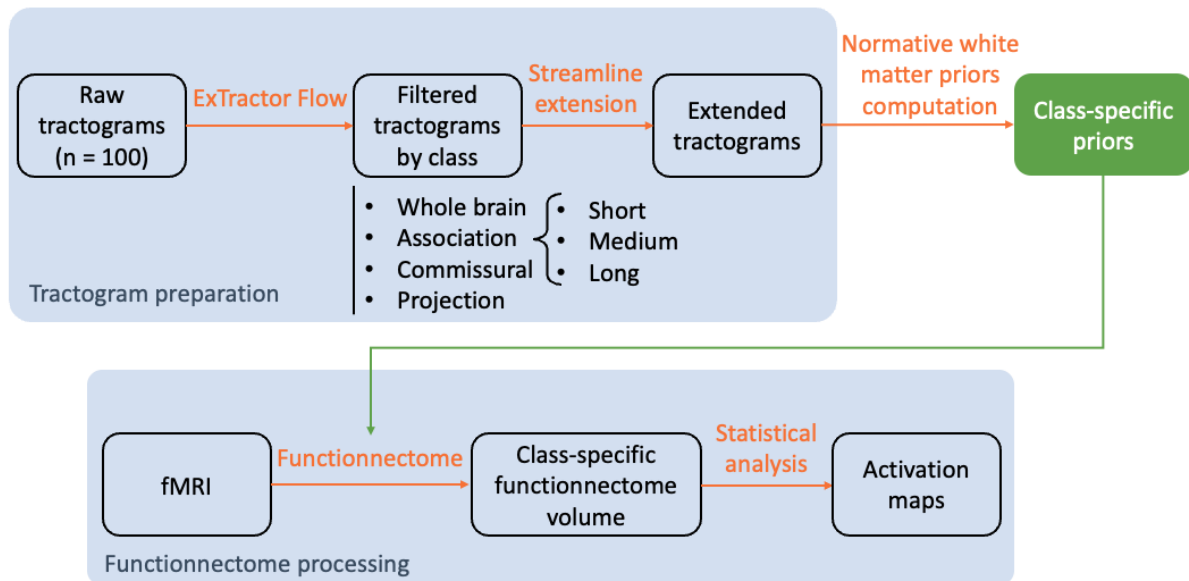 Raw
tractograms
(n = 100)
ExTractor Flow
Filtered
tractograms
by class
Streamline
extension
Extended
tractograms
Normative white
matter priors
computation
Class-specific
priors
• Whole brain
• Association
• Commissural
• Projection
• Short
• Medium
• Long
Tractogram preparation
fMRI
Functionnectome
Class-specific
functionnectome
volume
Statistical
analysis
Activation
maps
Functionnectome processing